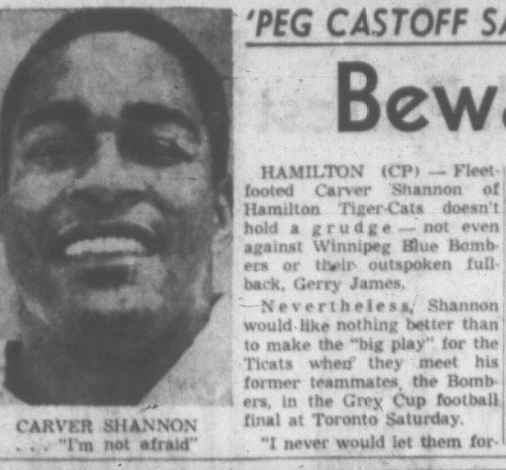 'PEG CASTOFF
HAMILTON (CP) — Fleet-
footed Carver Shannon of
Hamilton Tiger-Cats doesn't
hold a grudge — not even
against Winnipeg Blue Bomb-
ers or their outspoken full-
back, Gerry James.
Nevertheless, Shannon
would like nothing better than
to make the "big play" for the
Ticats when they meet his
former teammates, the Bomb-
ers, in the Grey Cup football
final at Toronto Saturday.
"I never would let them for-
CARVER SHANNON
. . . "I'm not afraid"